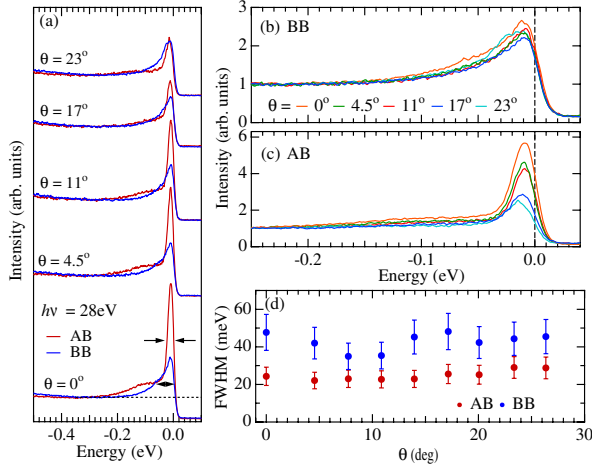 (a)
θ = 23°
θ = 17°
θ = 11°
θ = 4.5°
hν = 28eV
AB
BB
θ = 0°
Intensity (arb. units)
-0.4 -0.2 0.0
Energy (eV)
(b) BB
3
2
1
0
θ = 0° 4.5° 11° 17° 23°
Intensity (arb. units)
(c) AB
6
4
2
-0.2 -0.1 0.0
Energy (eV)
(d)
60
40
20
0
FWHM (meV)
AB BB
0 10 20 30
θ (deg)